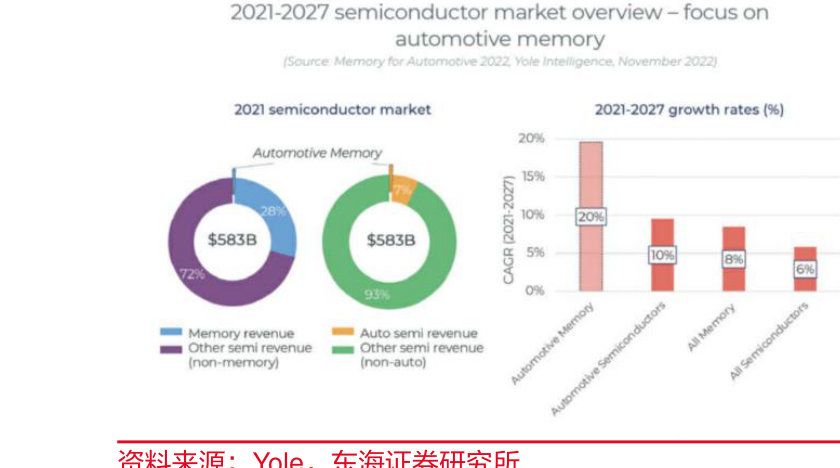 2021-2027 semiconductor market overview – focus on
automotive memory
(Source: Memory for Automotive 2022, Yole Intelligence, November 2022)
2021 semiconductor market
Automotive Memory
28%
72%
$583B
7%
93%
$583B
Memory revenue
Other semi revenue
(non-memory)
Auto semi revenue
Other semi revenue
(non-auto)
2021-2027 growth rates (%)
CAGR (2021-2027)
20%
15%
10%
5%
0%
20%
10%
8%
6%
Automotive Memory
Automotive Semiconductors
All Memory
All Semiconductors
资料来源：Yole，东海证券研究所